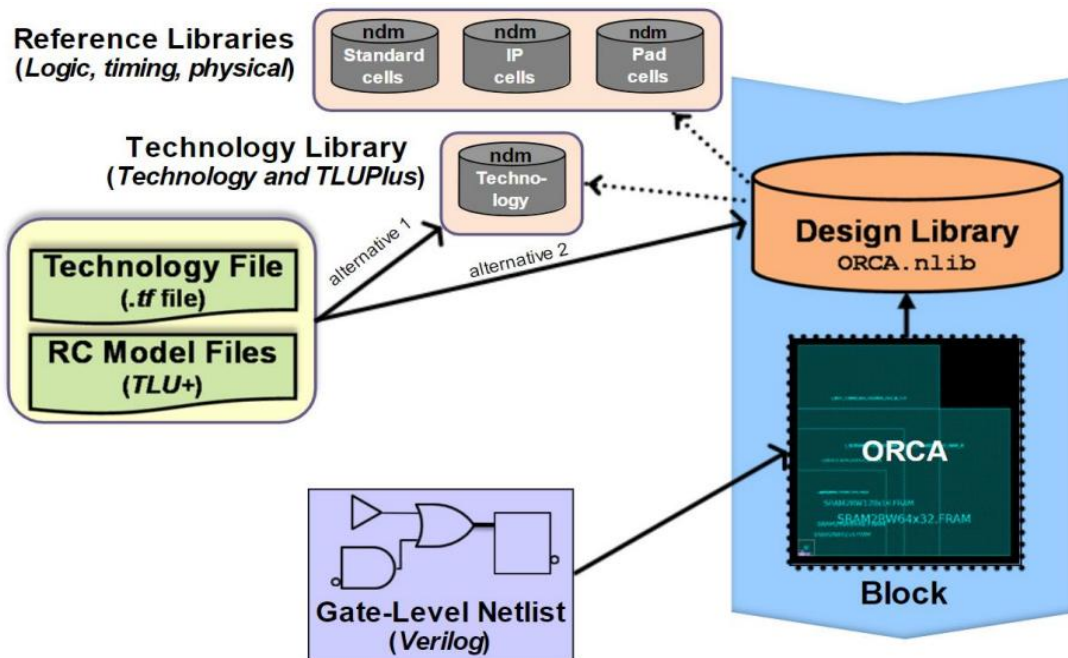 Reference Libraries
(Logic, timing, physical)
ndm
Standard
cells
ndm
IP
cells
ndm
Pad
cells
Technology Library
(Technology and TLUPlus)
ndm
Techno-
logy
Technology File
(.tf file)
RC Model Files
(TLU+)
alternative 1
alternative 2
Design Library
ORCA.nlib
ORCA
SRAM2RW128x16.FRAM
SRAM2RW64x32.FRAM
Block
Gate-Level Netlist
(Verilog)